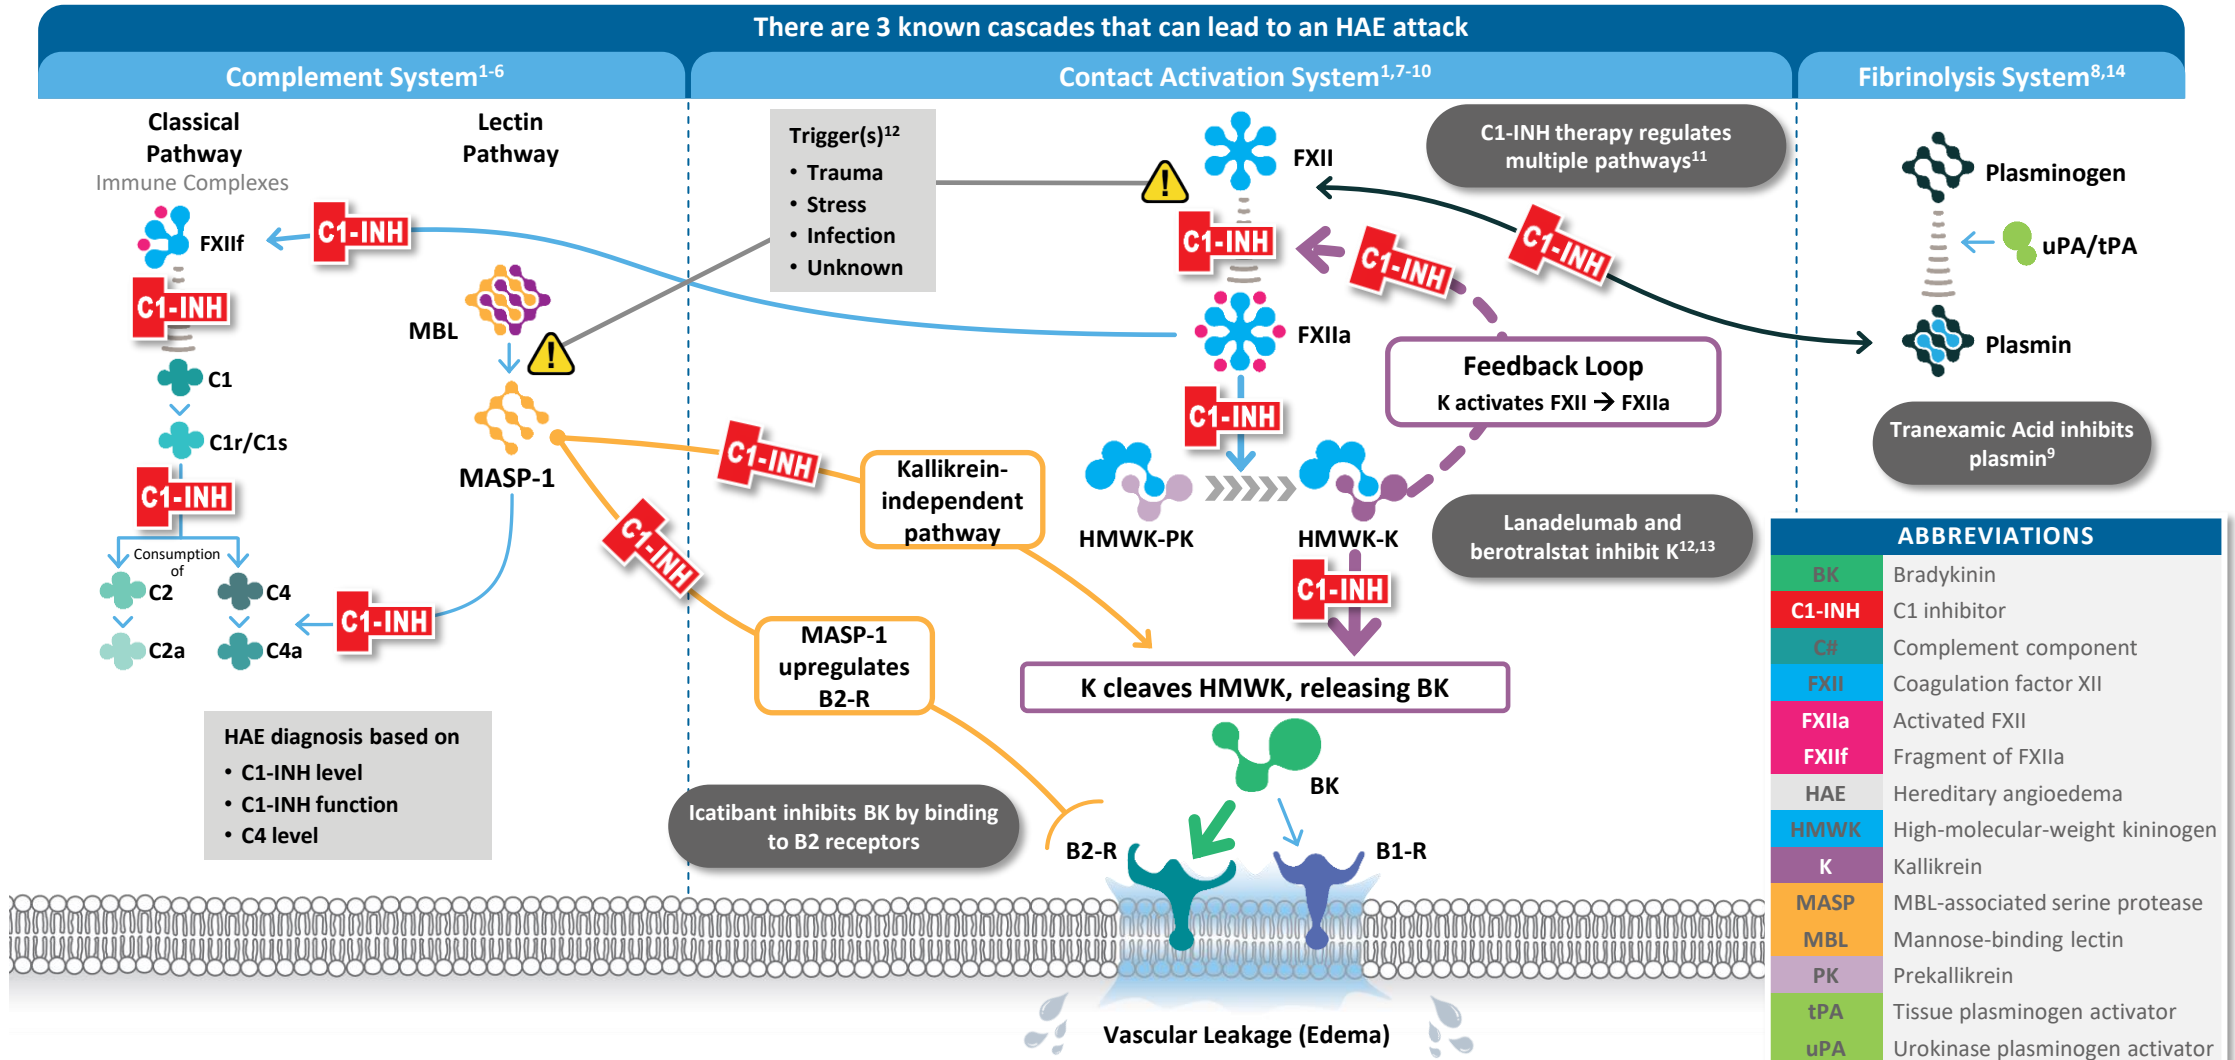 There are 3 known cascades that can lead to an HAE attack
Complement System1-6
Contact Activation System1,7-10
Fibrinolysis System8,14
Classical
Pathway
Immune Complexes
FXIIf
C1-INH
C1-INH
C1
C1r/C1s
C1-INH
Consumption
of
C2
C4
C2a
C4a
C1-INH
Lectin
Pathway
MBL
!
MASP-1
HAE diagnosis based on
• C1-INH level
• C1-INH function
• C4 level
Trigger(s)12
• Trauma
• Stress
• Infection
• Unknown
!
FXII
C1-INH
C1-INH
FXIIa
C1-INH
C1-INH therapy regulates
multiple pathways11
C1-INH
Feedback Loop
K activates FXII → FXIIa
C1-INH
Kallikrein-
independent
pathway
HMWK-PK
HMWK-K
Lanadelumab and
berotralstat inhibit K12,13
C1-INH
C1-INH
MASP-1
upregulates
B2-R
K cleaves HMWK, releasing BK
BK
Icatibant inhibits BK by binding
to B2 receptors
B2-R
B1-R
Vascular Leakage (Edema)
Plasminogen
uPA/tPA
Plasmin
Tranexamic Acid inhibits
plasmin9
ABBREVIATIONS
BK Bradykinin
C1-INH C1 inhibitor
C# Complement component
FXII Coagulation factor XII
FXIIa Activated FXII
FXIIf Fragment of FXIIa
HAE Hereditary angioedema
HMWK High-molecular-weight kininogen
K Kallikrein
MASP MBL-associated serine protease
MBL Mannose-binding lectin
PK Prekallikrein
tPA Tissue plasminogen activator
uPA Urokinase plasminogen activator